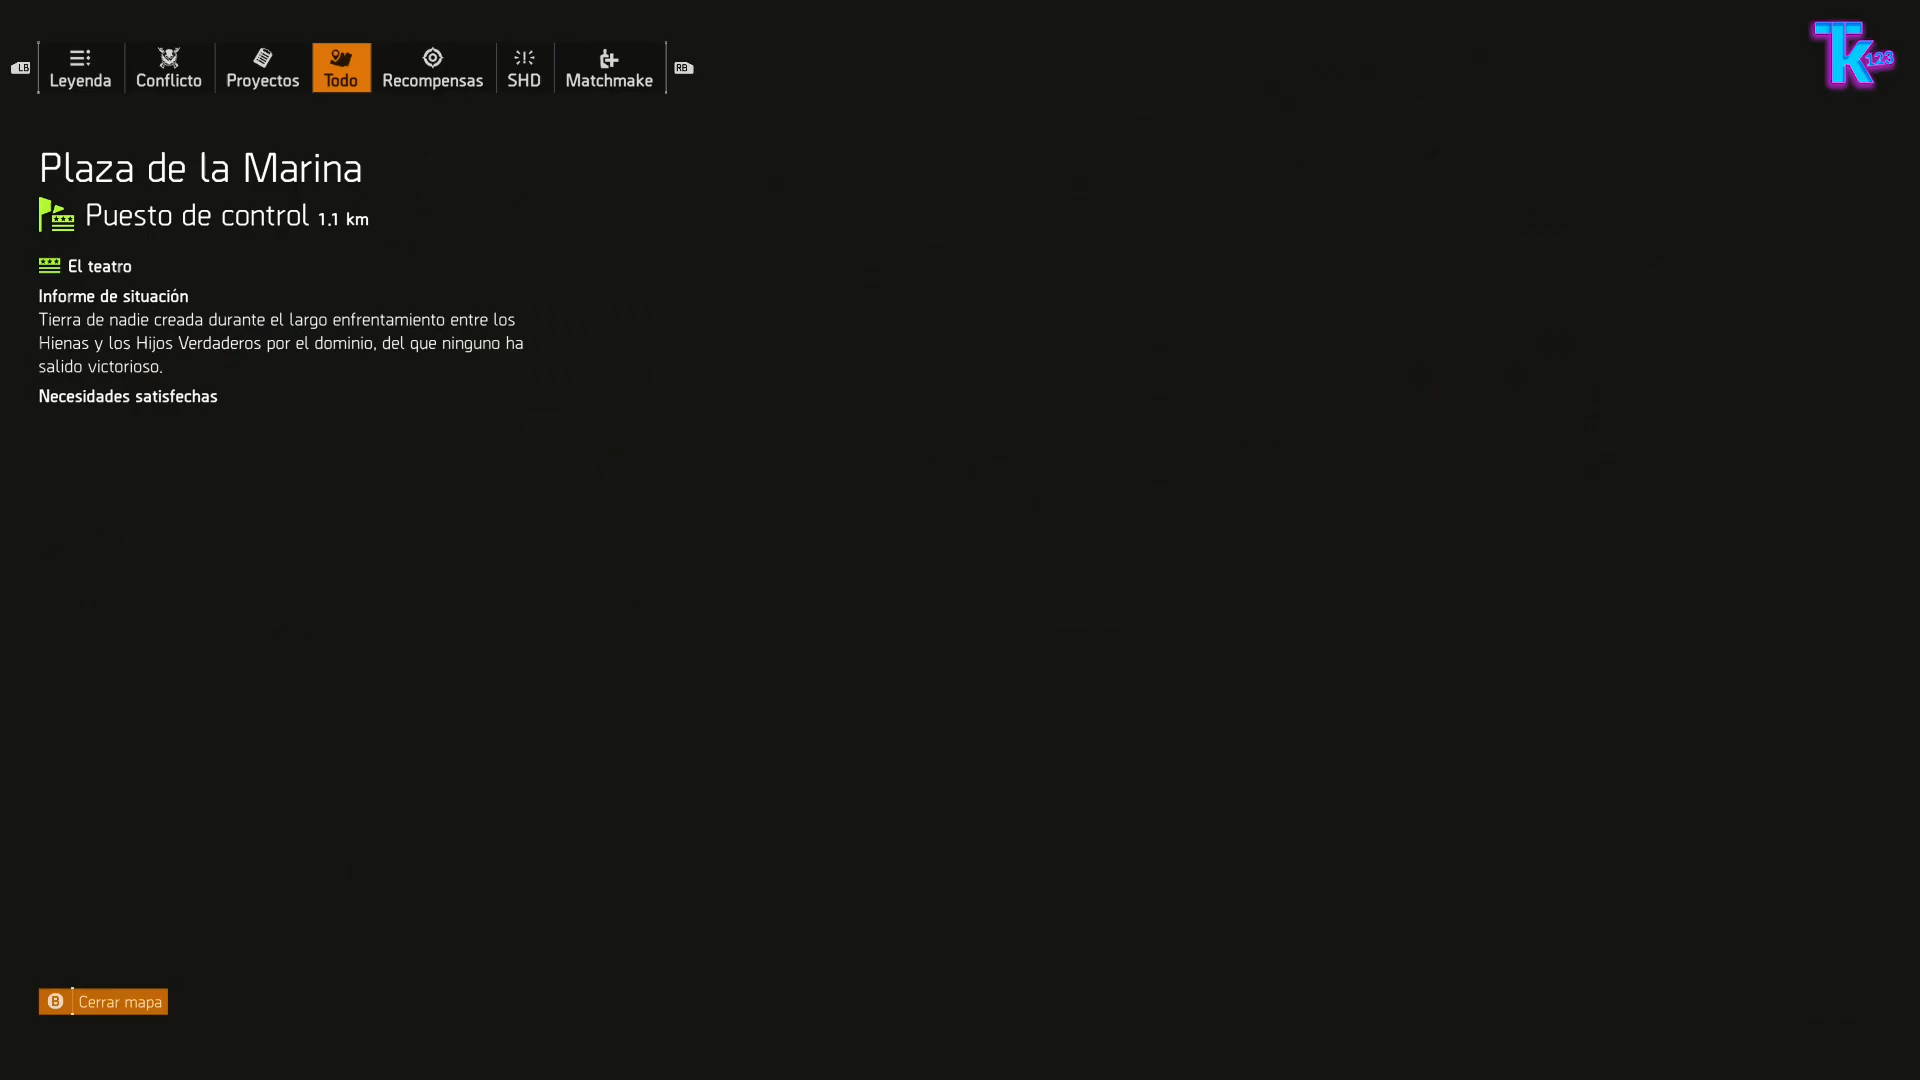 LB
Leyenda
Conflicto
Proyectos
Todo
Recompensas
SHD
Matchmake
RB
TK123
Plaza de la Marina
Puesto de control 1.1 km
El teatro
Informe de situación
Tierra de nadie creada durante el largo enfrentamiento entre los
Hienas y los Hijos Verdaderos por el dominio, del que ninguno ha
salido victorioso.
Necesidades satisfechas
B Cerrar mapa